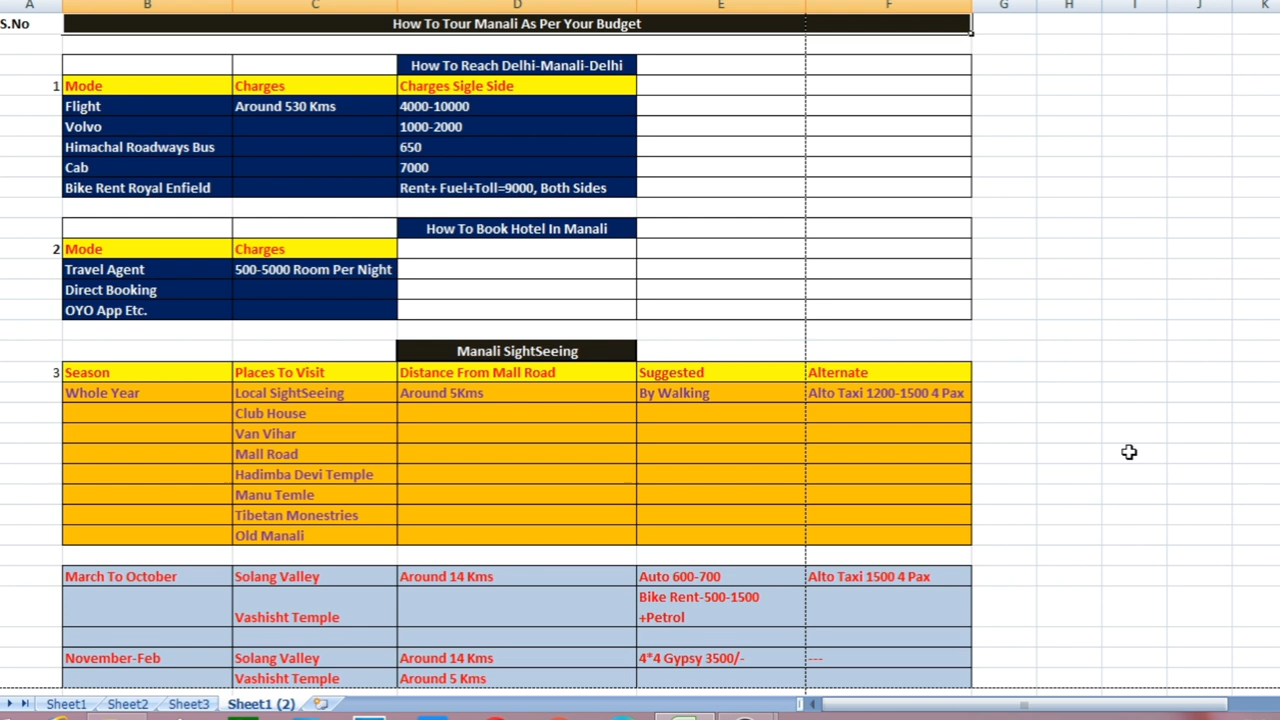 A B C D E F G H I J K
S.No How To Tour Manali As Per Your Budget
How To Reach Delhi-Manali-Delhi
1 Mode Charges Charges Sigle Side
Flight Around 530 Kms 4000-10000
Volvo 1000-2000
Himachal Roadways Bus 650
Cab 7000
Bike Rent Royal Enfield Rent+ Fuel+Toll=9000, Both Sides
How To Book Hotel In Manali
2 Mode Charges
Travel Agent 500-5000 Room Per Night
Direct Booking
OYO App Etc.
Manali SightSeeing
3 Season Places To Visit Distance From Mall Road Suggested Alternate
Whole Year Local SightSeeing Around 5Kms By Walking Alto Taxi 1200-1500 4 Pax
Club House
Van Vihar
Mall Road
Hadimba Devi Temple
Manu Temle
Tibetan Monestries
Old Manali
March To October Solang Valley Around 14 Kms Auto 600-700 Alto Taxi 1500 4 Pax
Bike Rent-500-1500
Vashisht Temple +Petrol
November-Feb Solang Valley Around 14 Kms 4*4 Gypsy 3500/- ---
Vashisht Temple Around 5 Kms
Sheet1 Sheet2 Sheet3 Sheet1 (2)